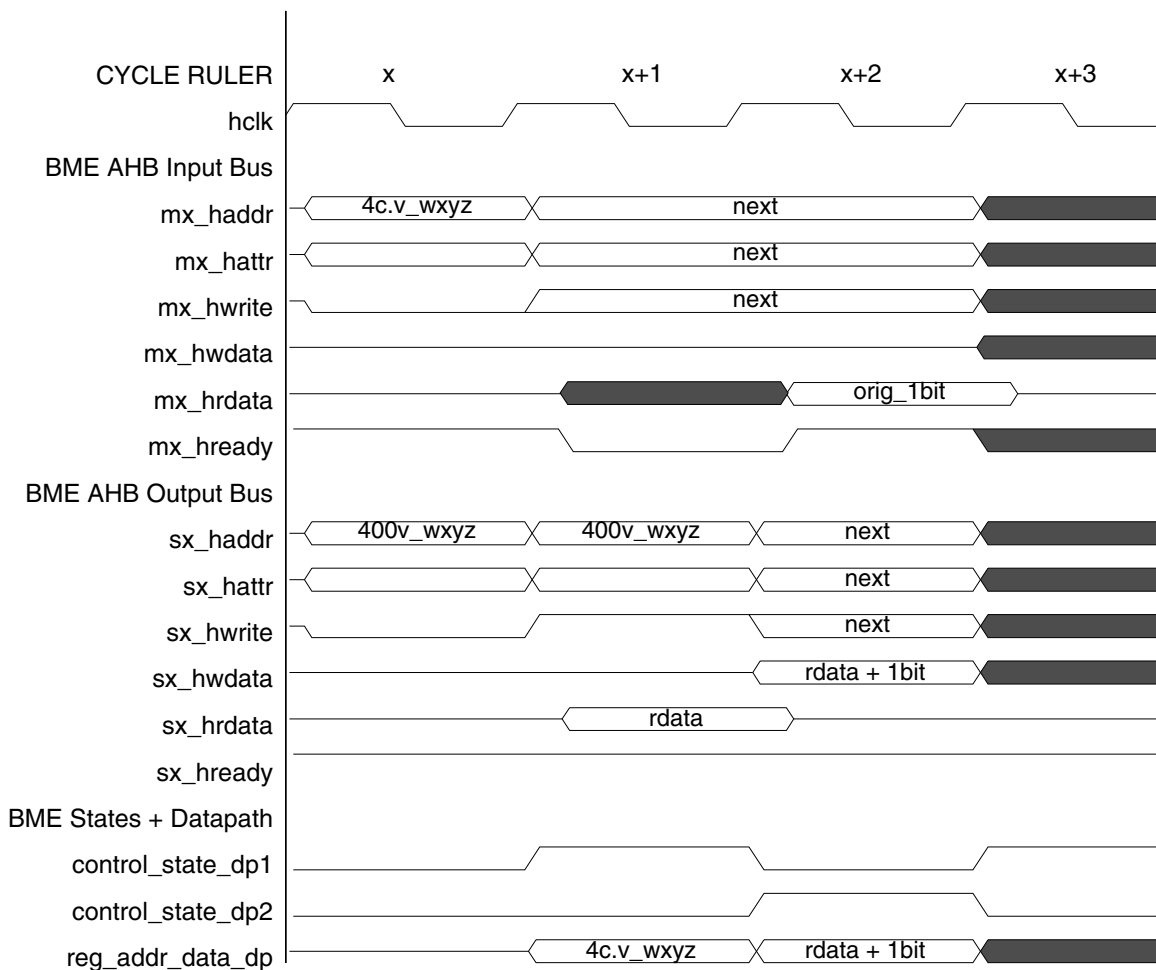 CYCLE RULER x x+1 x+2 x+3
hclk
BME AHB Input Bus
mx_haddr 4c.v_wxyz next
mx_hattr next
mx_hwrite next
mx_hwdata
mx_hrdata orig_1bit
mx_hready
BME AHB Output Bus
sx_haddr 400v_wxyz 400v_wxyz next
sx_hattr next
sx_hwrite next
sx_hwdata rdata + 1bit
sx_hrdata rdata
sx_hready
BME States + Datapath
control_state_dp1
control_state_dp2
reg_addr_data_dp 4c.v_wxyz rdata + 1bit